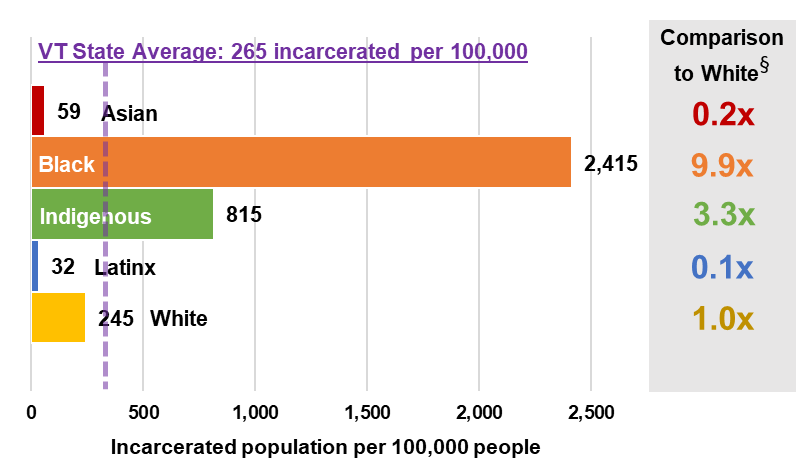 VT State Average: 265 incarcerated per 100,000
Comparison
to White§
59 Asian 0.2x
Black 2,415 9.9x
Indigenous 815 3.3x
32 Latinx 0.1x
245 White 1.0x
0 500 1,000 1,500 2,000 2,500
Incarcerated population per 100,000 people